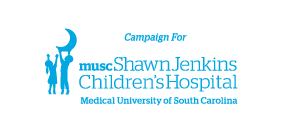 Campaign For
musc Shawn Jenkins
Children's Hospital
Medical University of South Carolina